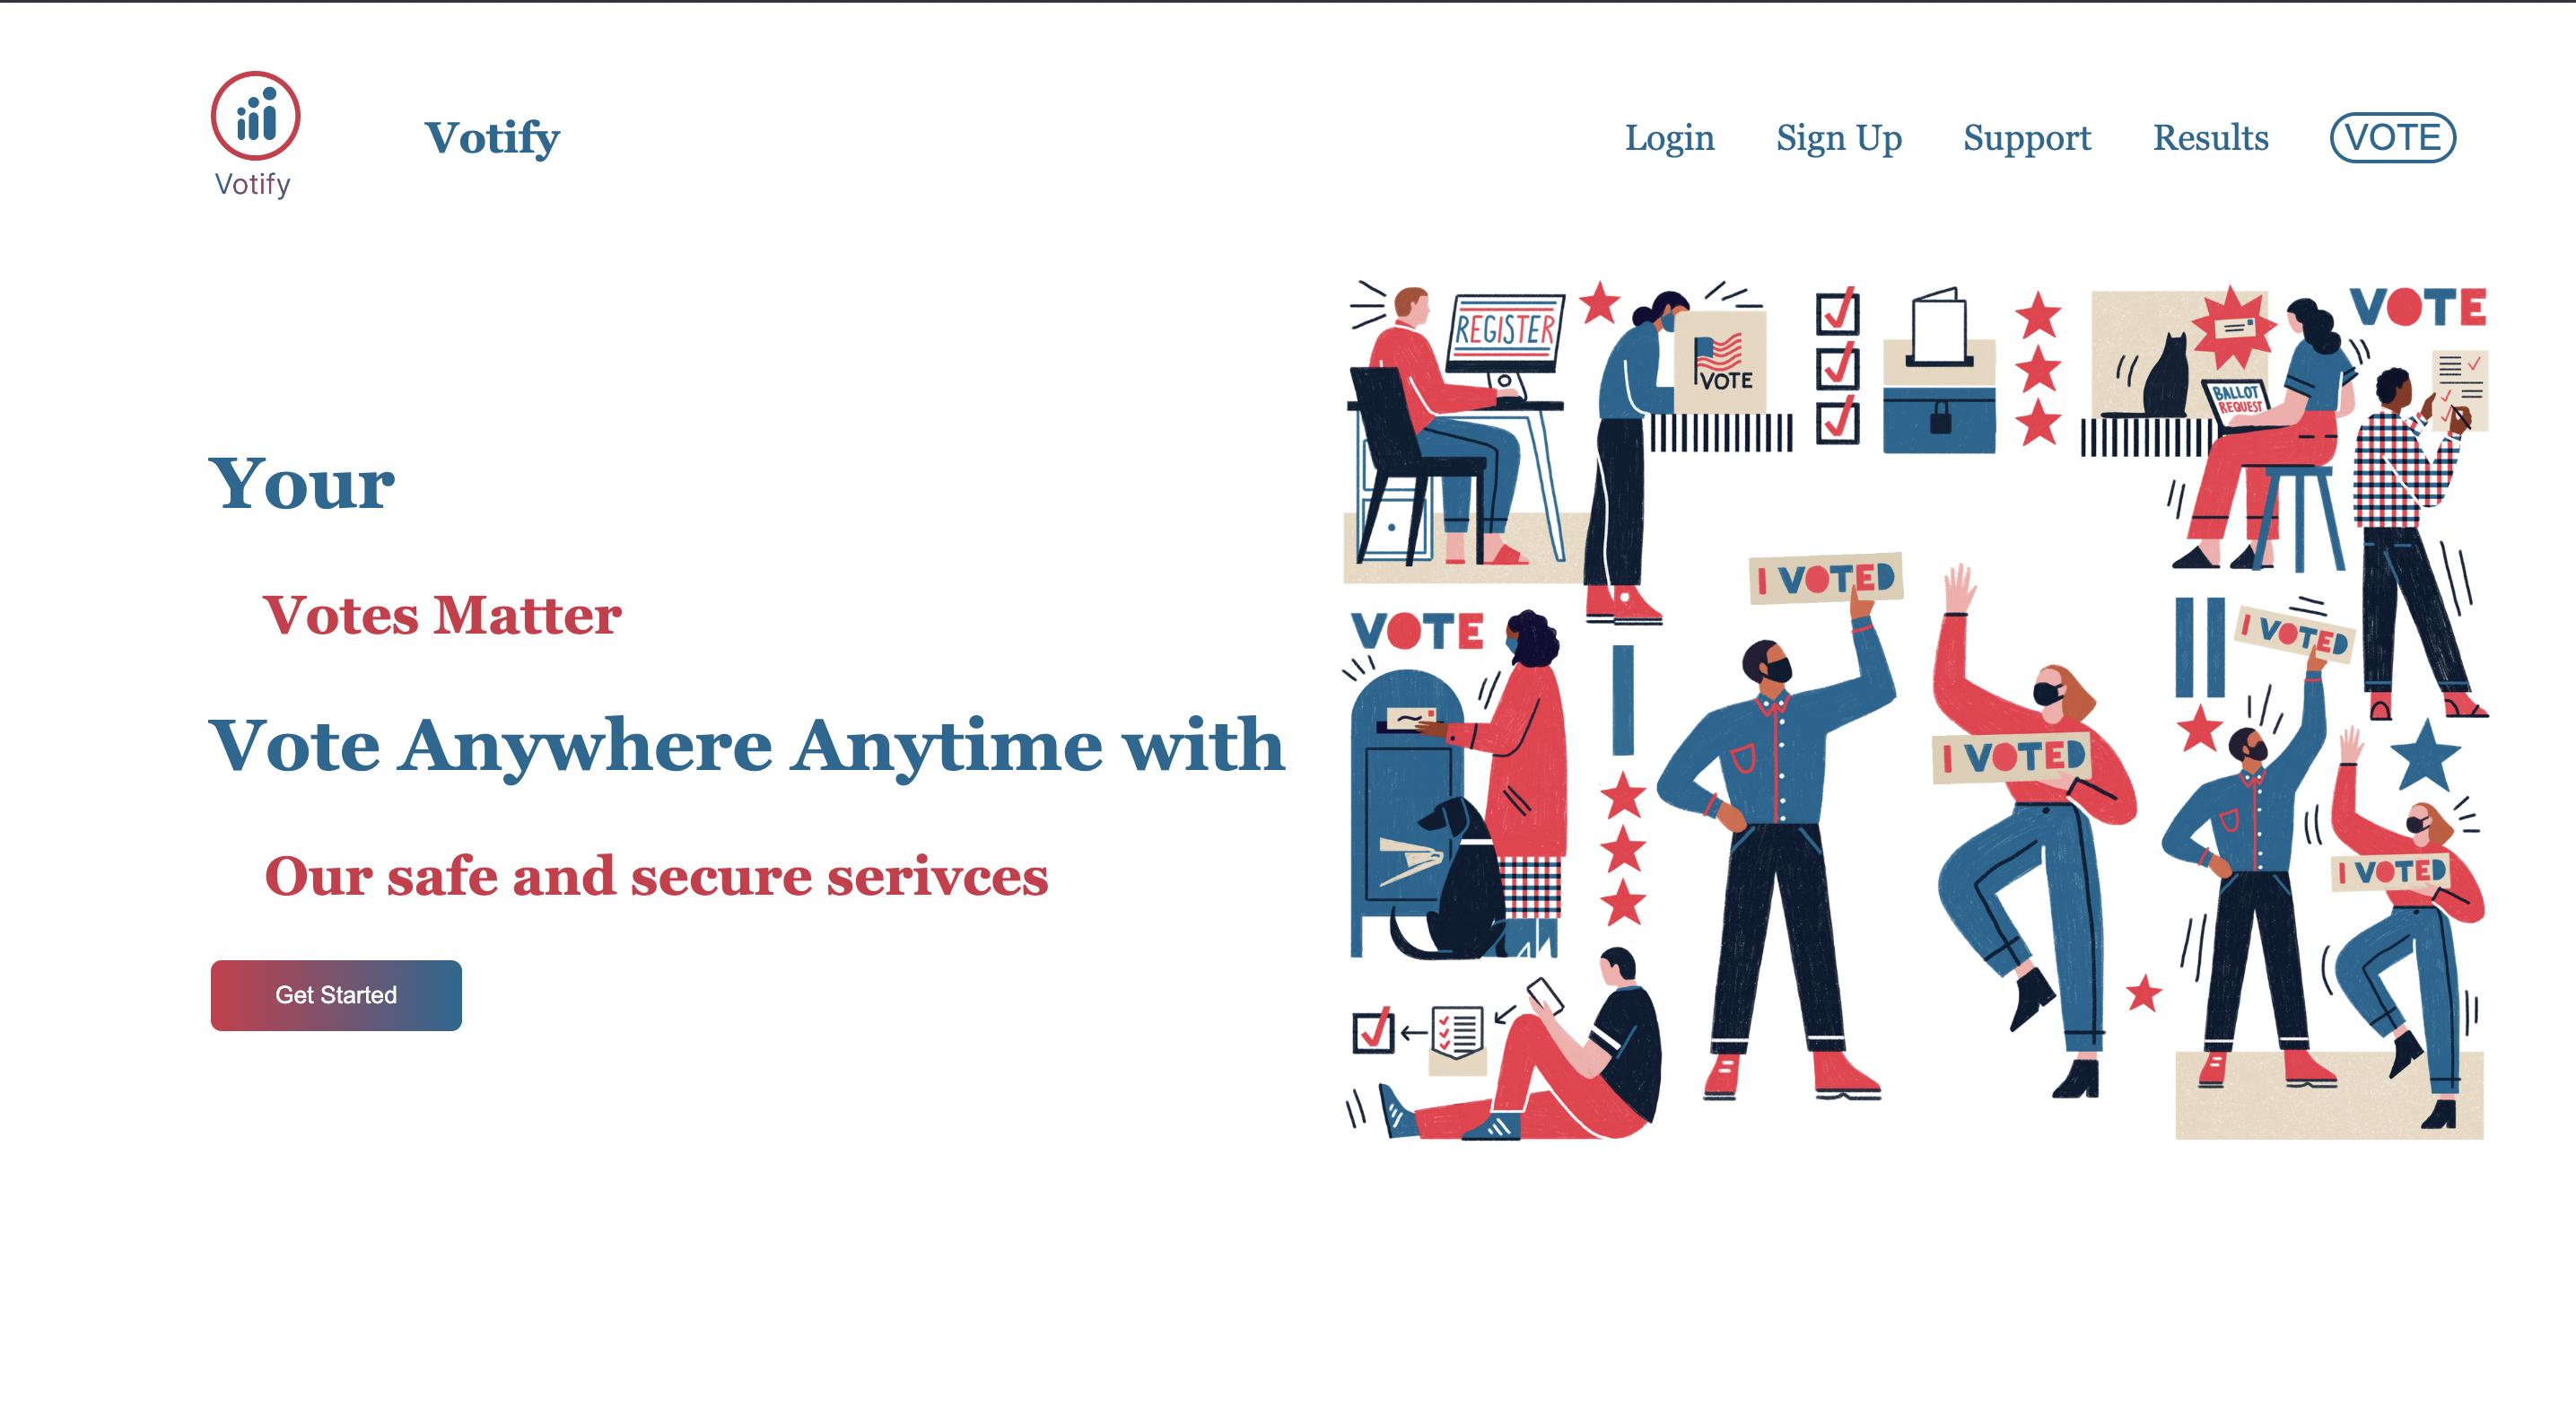 Votify
Votify
Login
Sign Up
Support
Results
VOTE
Your
Votes Matter
Vote Anywhere Anytime with
Our safe and secure serivces
Get Started
REGISTER
VOTE
BALLOT
REQUEST
VOTE
I VOTED
VOTE
I VOTED
I VOTED
I VOTED